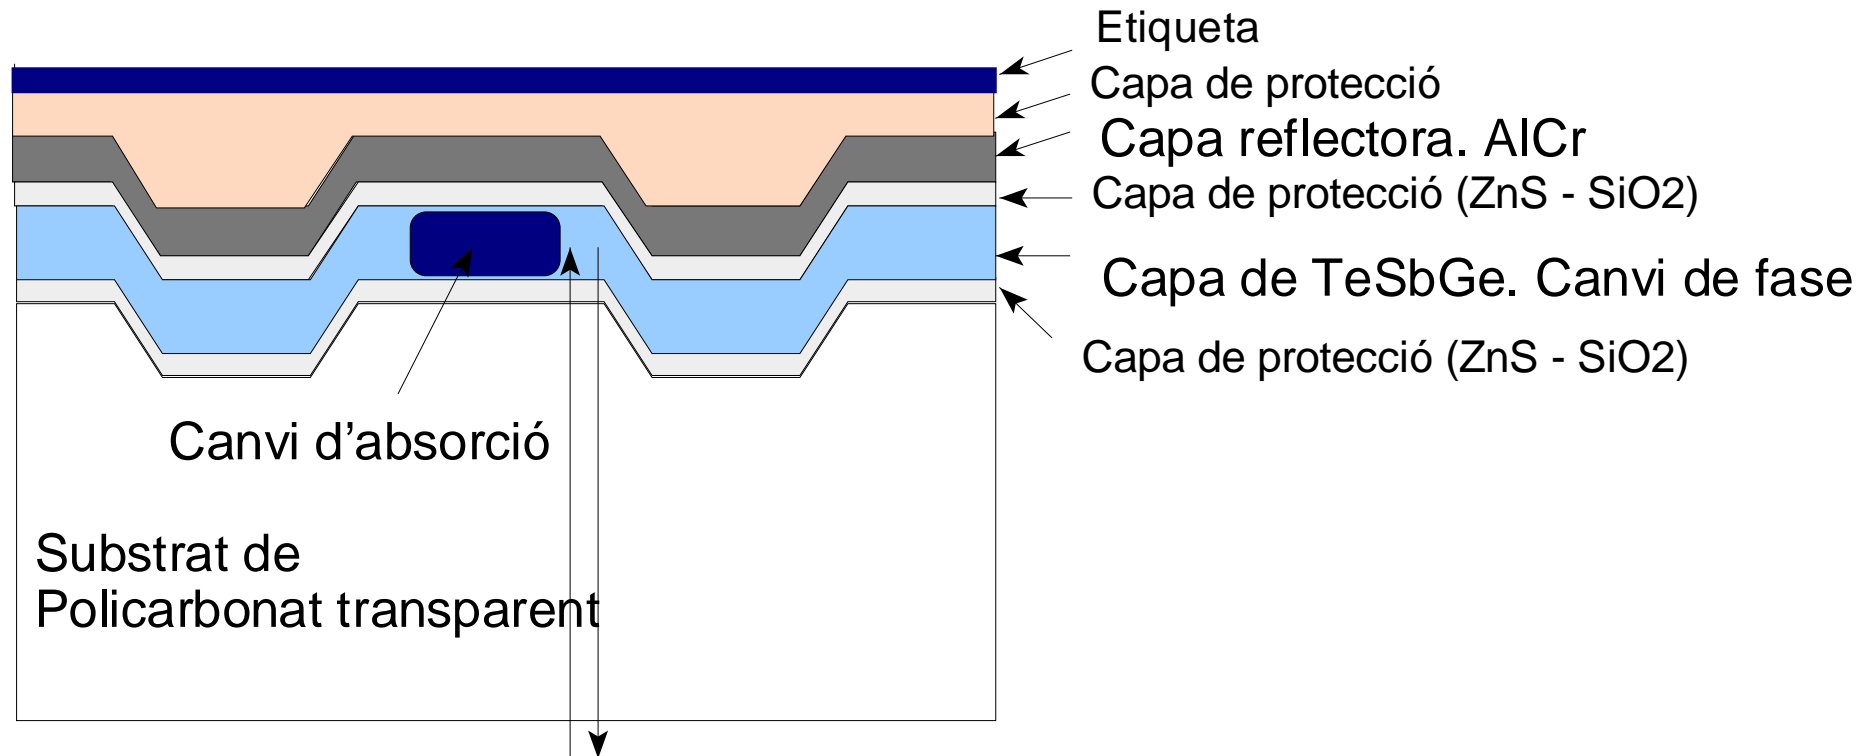 Etiqueta
Capa de protecció
Capa reflectora. AlCr
Capa de protecció (ZnS - SiO2)
Capa de TeSbGe. Canvi de fase
Capa de protecció (ZnS - SiO2)
Canvi d’absorció
Substrat de
Policarbonat transparent